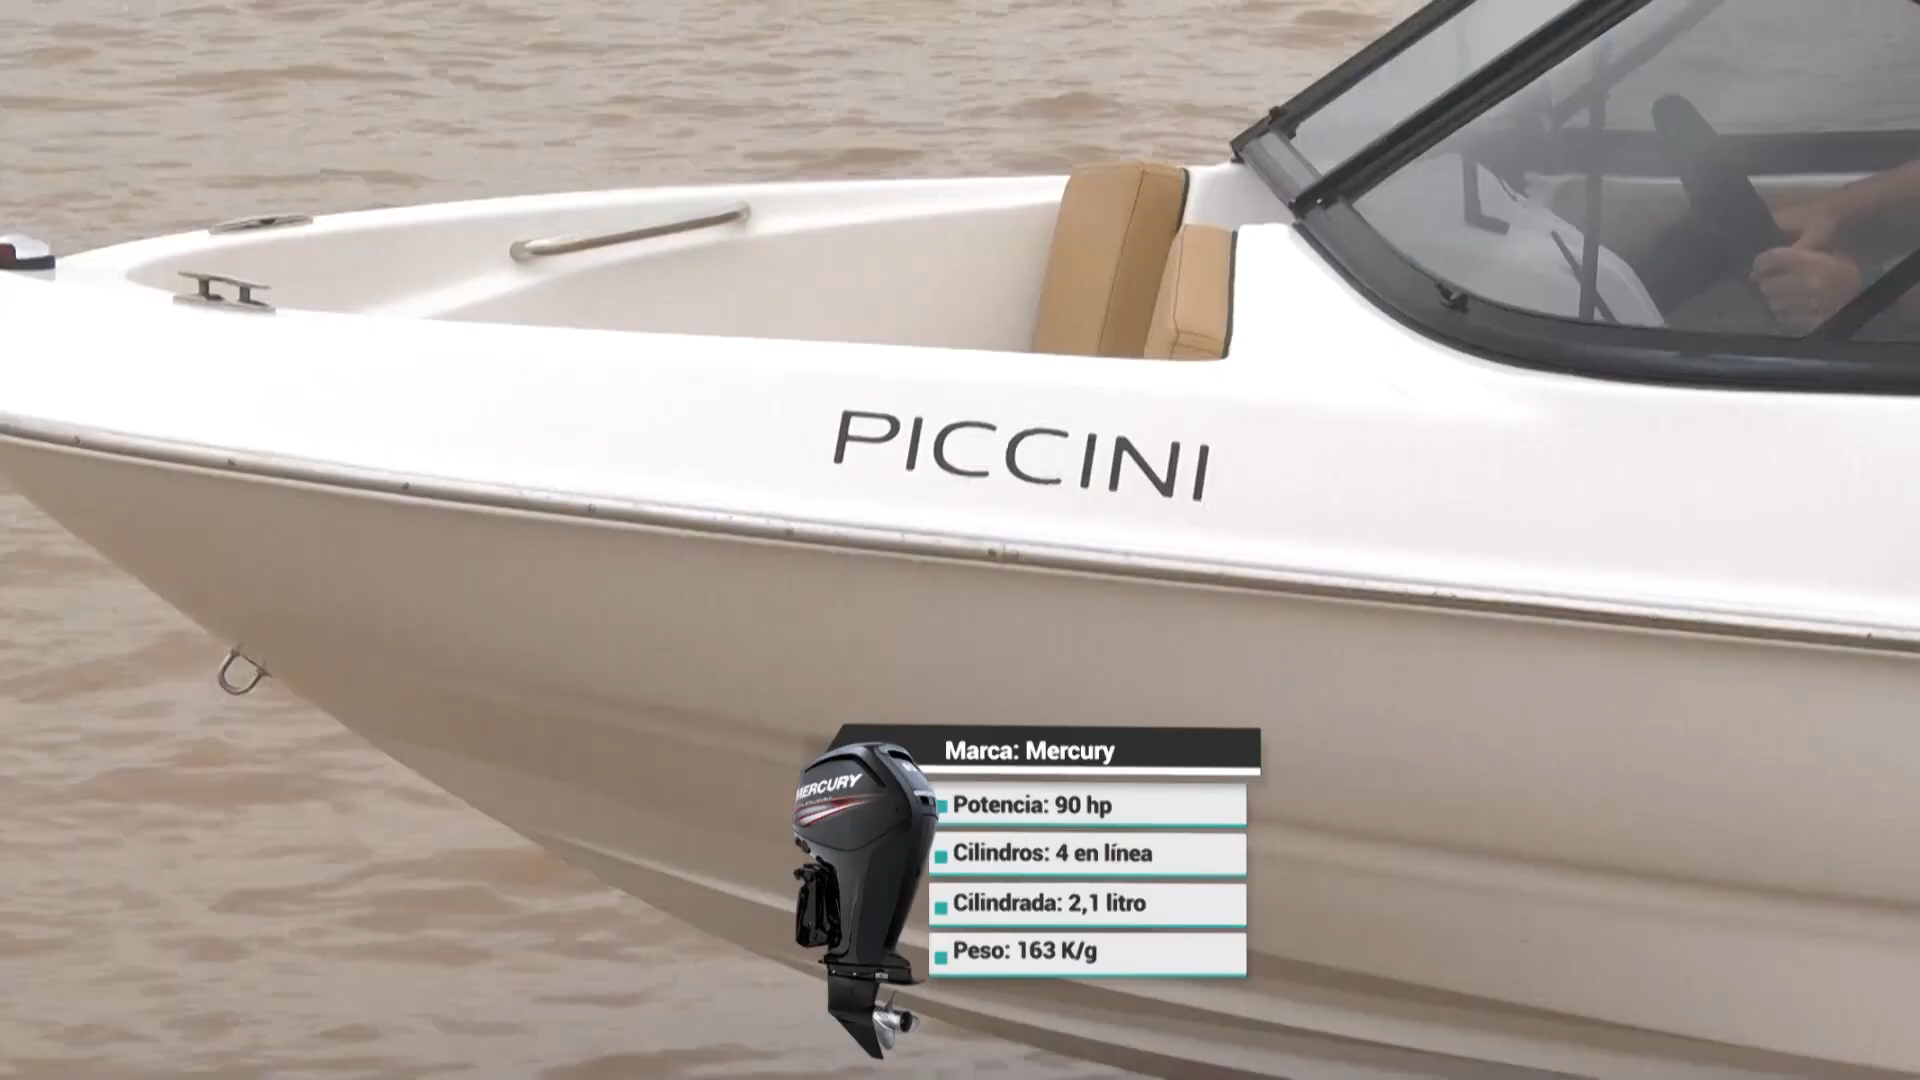 PICCINI
Marca: Mercury
MERCURY
Potencia: 90 hp
Cilindros: 4 en línea
Cilindrada: 2,1 litro
Peso: 163 K/g